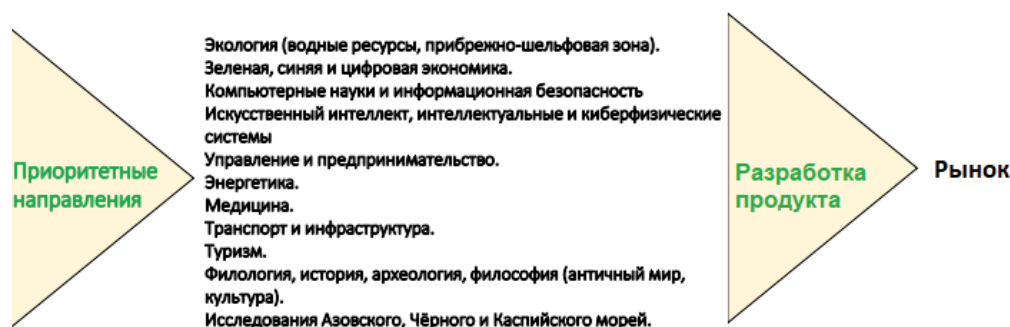 Приоритетные
направления
Экология (водные ресурсы, прибрежно-шельфовая зона).
Зеленая, синяя и цифровая экономика.
Компьютерные науки и информационная безопасность
Искусственный интеллект, интеллектуальные и киберфизические
системы
Управление и предпринимательство.
Энергетика.
Медицина.
Транспорт и инфраструктура.
Туризм.
Филология, история, археология, философия (античный мир,
культура).
Исследования Азовского, Чёрного и Каспийского морей.
Разработка
продукта
Рынок